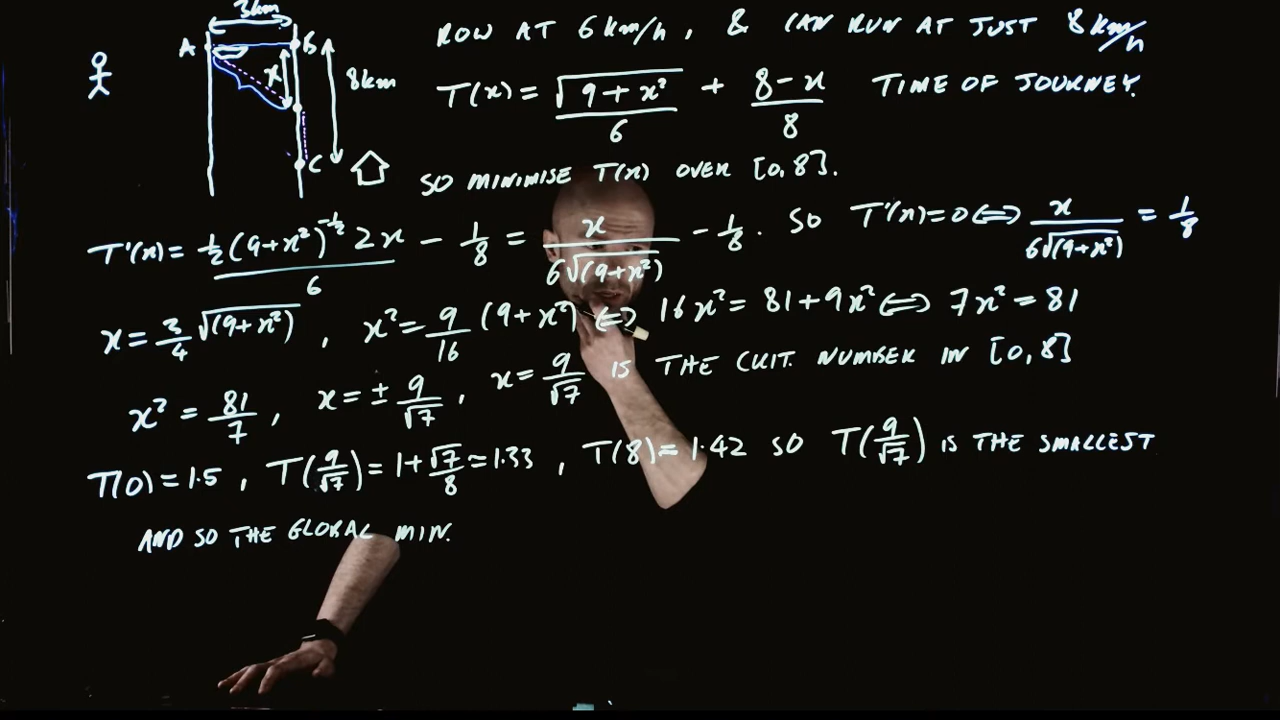 3km
ROW AT 6km/h, & CAN RUN AT JUST 8km/h
A B
x 8km
T(x) = √(9+x²)/6 + (8-x)/8 TIME OF JOURNEY.
C
SO MINIMISE T(x) OVER [0,8].
T'(x) = ½(9+x²)^(-½) 2x / 6 - 1/8 = x/(6√(9+x²)) - 1/8. SO T'(x)=0 ⇔ x/(6√(9+x²)) = 1/8
x = 3/4 √(9+x²), x² = 9/16 (9+x²) ⇔ 16x² = 81+9x² ⇔ 7x² = 81
x² = 81/7, x = ± 9/√7, x = 9/√7 IS THE CRIT. NUMBER IN [0,8]
T(0) = 1.5, T(9/√7) = 1+√7/8 ≈ 1.33, T(8) = 1.42 SO T(9/√7) IS THE SMALLEST
AND SO THE GLOBAL MIN.